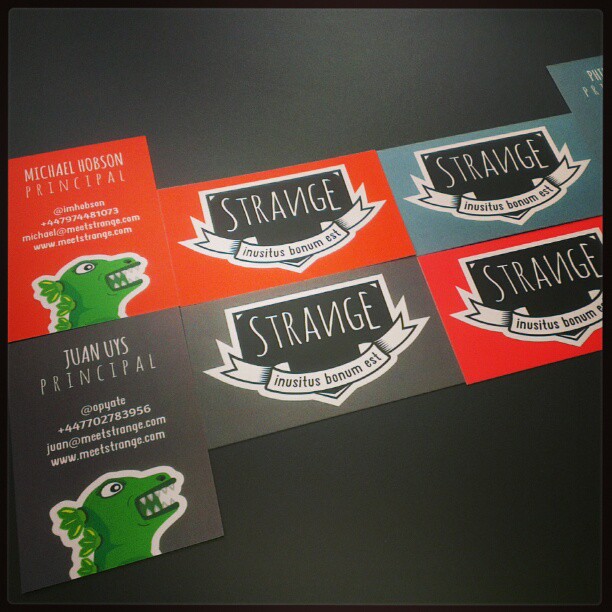 MICHAEL HOBSON
PRINCIPAL
@imhobson
+447974481073
michael@meetstrange.com
www.meetstrange.com
STRANGE
inusitus bonum est
STRANGE
inusitus bonum est
JUAN UYS
PRINCIPAL
@opyate
+447702783956
juan@meetstrange.com
www.meetstrange.com
STRANGE
inusitus bonum est
STRANGE
inusitus bonum est